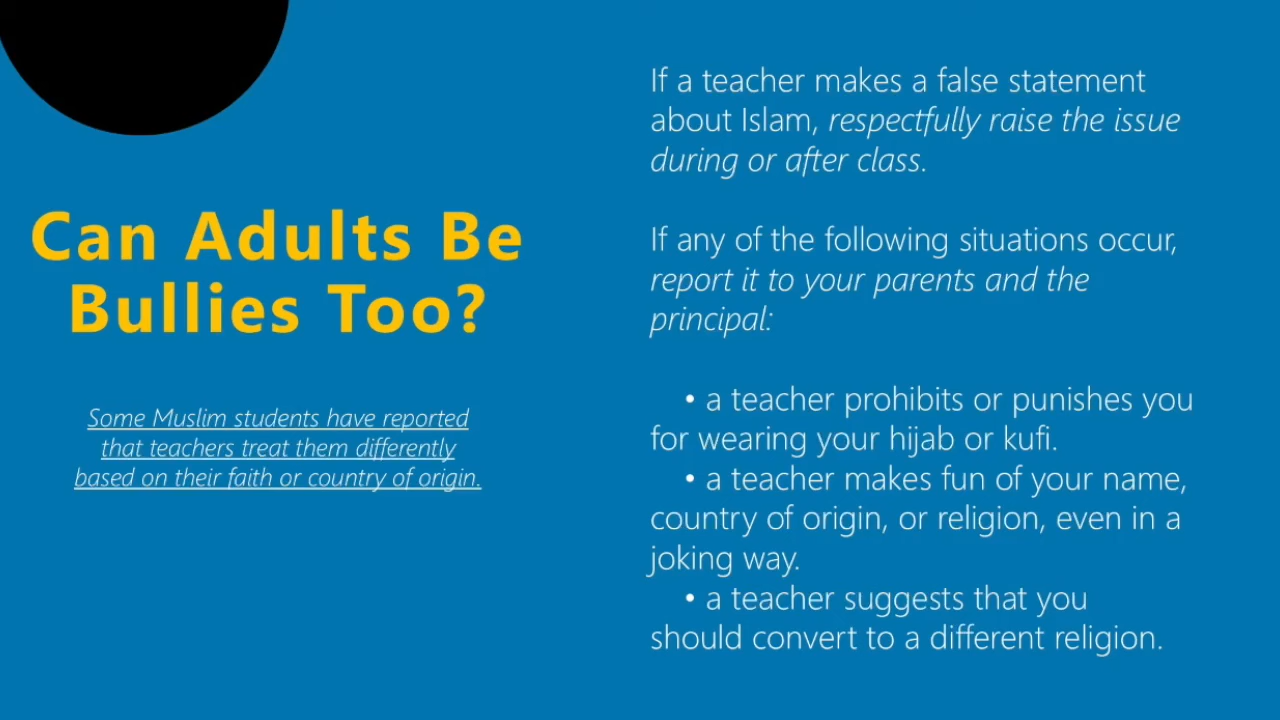 Can Adults Be
Bullies Too?
Some Muslim students have reported
that teachers treat them differently
based on their faith or country of origin.
If a teacher makes a false statement
about Islam, respectfully raise the issue
during or after class.
If any of the following situations occur,
report it to your parents and the
principal:
• a teacher prohibits or punishes you
for wearing your hijab or kufi.
• a teacher makes fun of your name,
country of origin, or religion, even in a
joking way.
• a teacher suggests that you
should convert to a different religion.